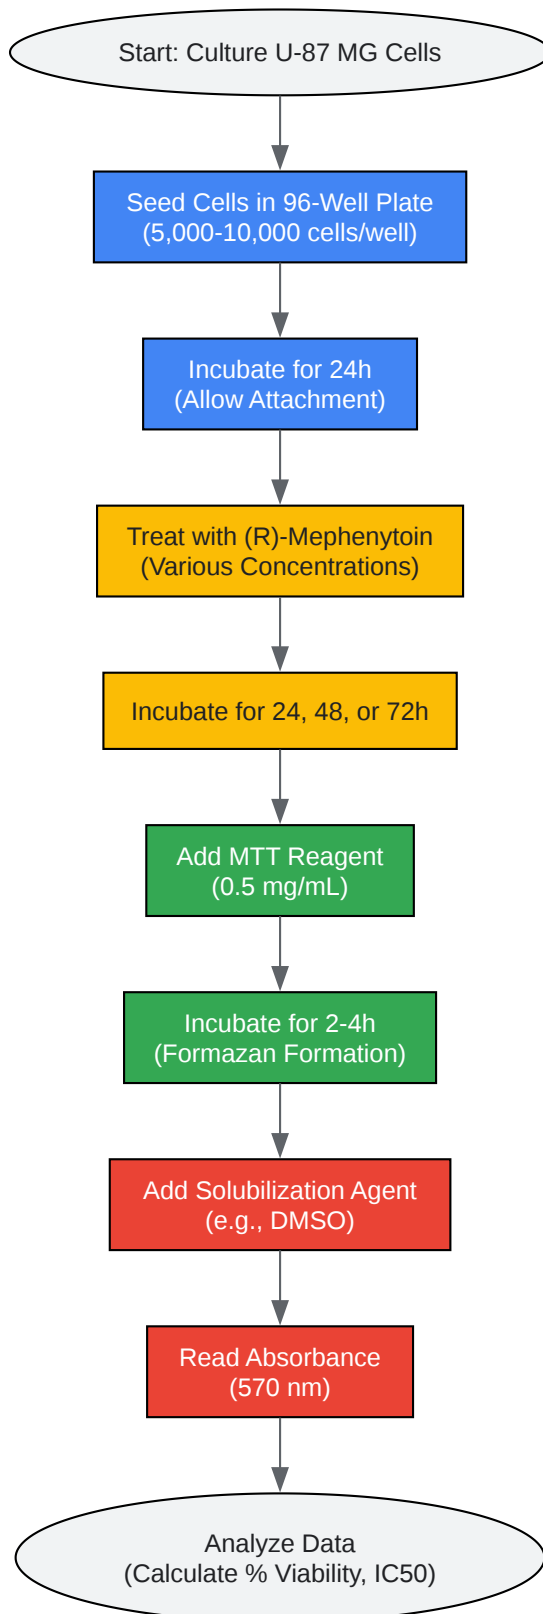 Start: Culture U-87 MG Cells
Seed Cells in 96-Well Plate
(5,000-10,000 cells/well)
Incubate for 24h
(Allow Attachment)
Treat with (R)-Mephenytoin
(Various Concentrations)
Incubate for 24, 48, or 72h
Add MTT Reagent
(0.5 mg/mL)
Incubate for 2-4h
(Formazan Formation)
Add Solubilization Agent
(e.g., DMSO)
Read Absorbance
(570 nm)
Analyze Data
(Calculate % Viability, IC50)